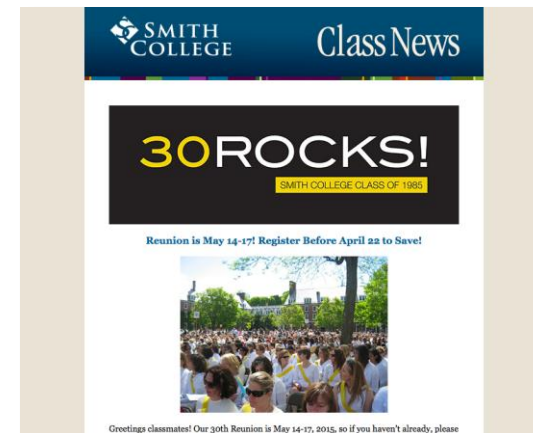 SMITH
COLLEGE
Class News
30ROCKS!
SMITH COLLEGE CLASS OF 1985
Reunion is May 14-17! Register Before April 22 to Save!
Greetings classmates! Our 30th Reunion is May 14-17, 2015, so if you haven't already, please